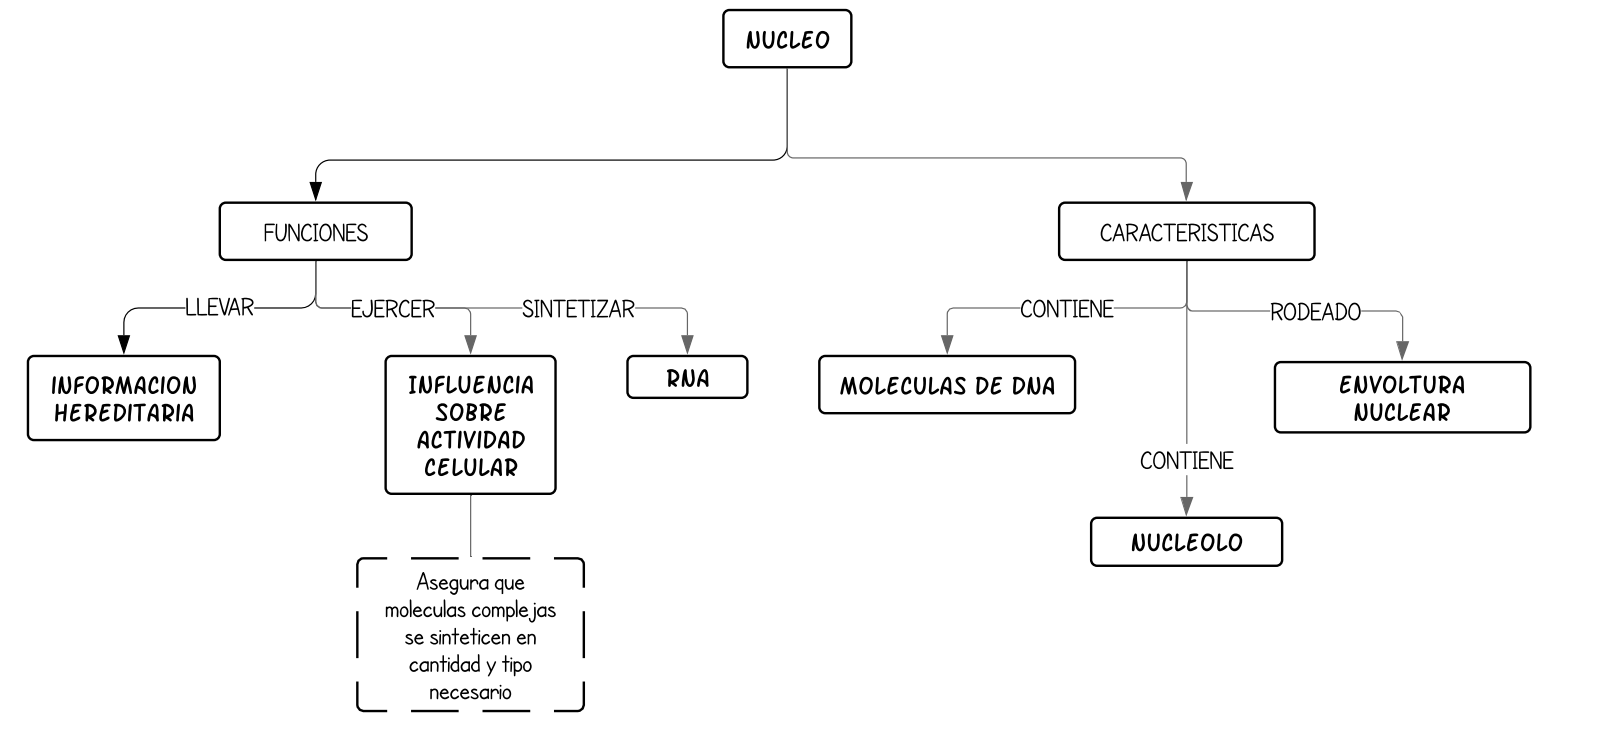 NUCLEO
FUNCIONES
CARACTERISTICAS
LLEVAR
EJERCER
SINTETIZAR
CONTIENE
RODEADO
INFORMACION
HEREDITARIA
INFLUENCIA
SOBRE
ACTIVIDAD
CELULAR
RNA
MOLECULAS DE DNA
ENVOLTURA
NUCLEAR
CONTIENE
NUCLEOLO
Asegura que
moleculas complejas
se sinteticen en
cantidad y tipo
necesario